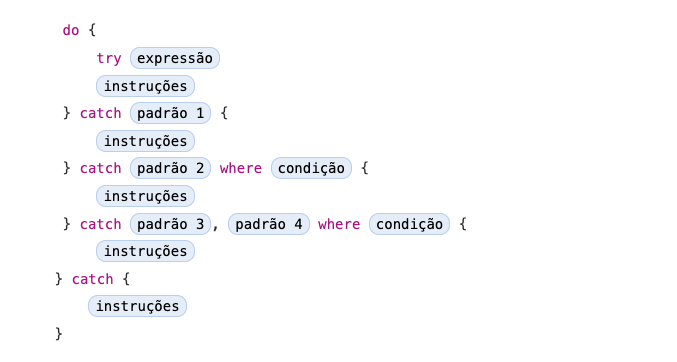 do {
try expressão
instruções
} catch padrão 1 {
instruções
} catch padrão 2 where condição {
instruções
} catch padrão 3, padrão 4 where condição {
instruções
} catch {
instruções
}